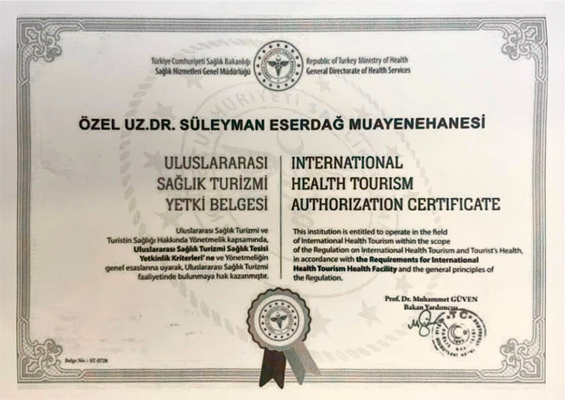 Türkiye Cumhuriyeti Sağlık Bakanlığı
Sağlık Hizmetleri Genel Müdürlüğü
Republic of Turkey Ministry of Health
General Directorate of Health Services
ÖZEL UZ.DR. SÜLEYMAN ESERDAĞ MUAYENEHANESİ
ULUSLARARASI
SAĞLIK TURİZMİ
YETKİ BELGESİ
INTERNATIONAL
HEALTH TOURISM
AUTHORIZATION CERTIFICATE
Uluslararası Sağlık Turizmi ve
Turistin Sağlığı Hakkında Yönetmelik kapsamında,
Uluslararası Sağlık Turizmi Sağlık Tesisi
Yetkinlik Kriterleri' ne ve Yönetmeliğin
genel esaslarına uyarak, Uluslararası Sağlık Turizmi
faaliyetinde bulunmaya hak kazanmıştır.
This institution is entitled to operate in the field
of International Health Tourism within the scope
of the Regulation on International Health Tourism and Tourist's Health,
in accordance with the Requirements for International
Health Tourism Health Facility and the general principles of
the Regulation.
Prof. Dr. Muhammet GÜVEN
Bakan Yardımcısı
Belge No : ST-0728